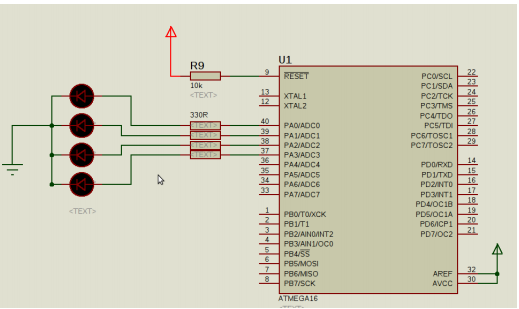 R9
10k
<TEXT>
330R
<TEXT>
<TEXT>
<TEXT>
<TEXT>
<TEXT>
U1
9 RESET
13 XTAL1
12 XTAL2
40 PA0/ADC0
39 PA1/ADC1
38 PA2/ADC2
37 PA3/ADC3
36 PA4/ADC4
35 PA5/ADC5
34 PA6/ADC6
33 PA7/ADC7
1 PB0/T0/XCK
2 PB1/T1
3 PB2/AIN0/INT2
4 PB3/AIN1/OC0
5 PB4/SS
6 PB5/MOSI
7 PB6/MISO
8 PB7/SCK
PC0/SCL 22
PC1/SDA 23
PC2/TCK 24
PC3/TMS 25
PC4/TDO 26
PC5/TDI 27
PC6/TOSC1 28
PC7/TOSC2 29
PD0/RXD 14
PD1/TXD 15
PD2/INT0 16
PD3/INT1 17
PD4/OC1B 18
PD5/OC1A 19
PD6/ICP1 20
PD7/OC2 21
AREF 32
AVCC 30
ATMEGA16
<TEXT>